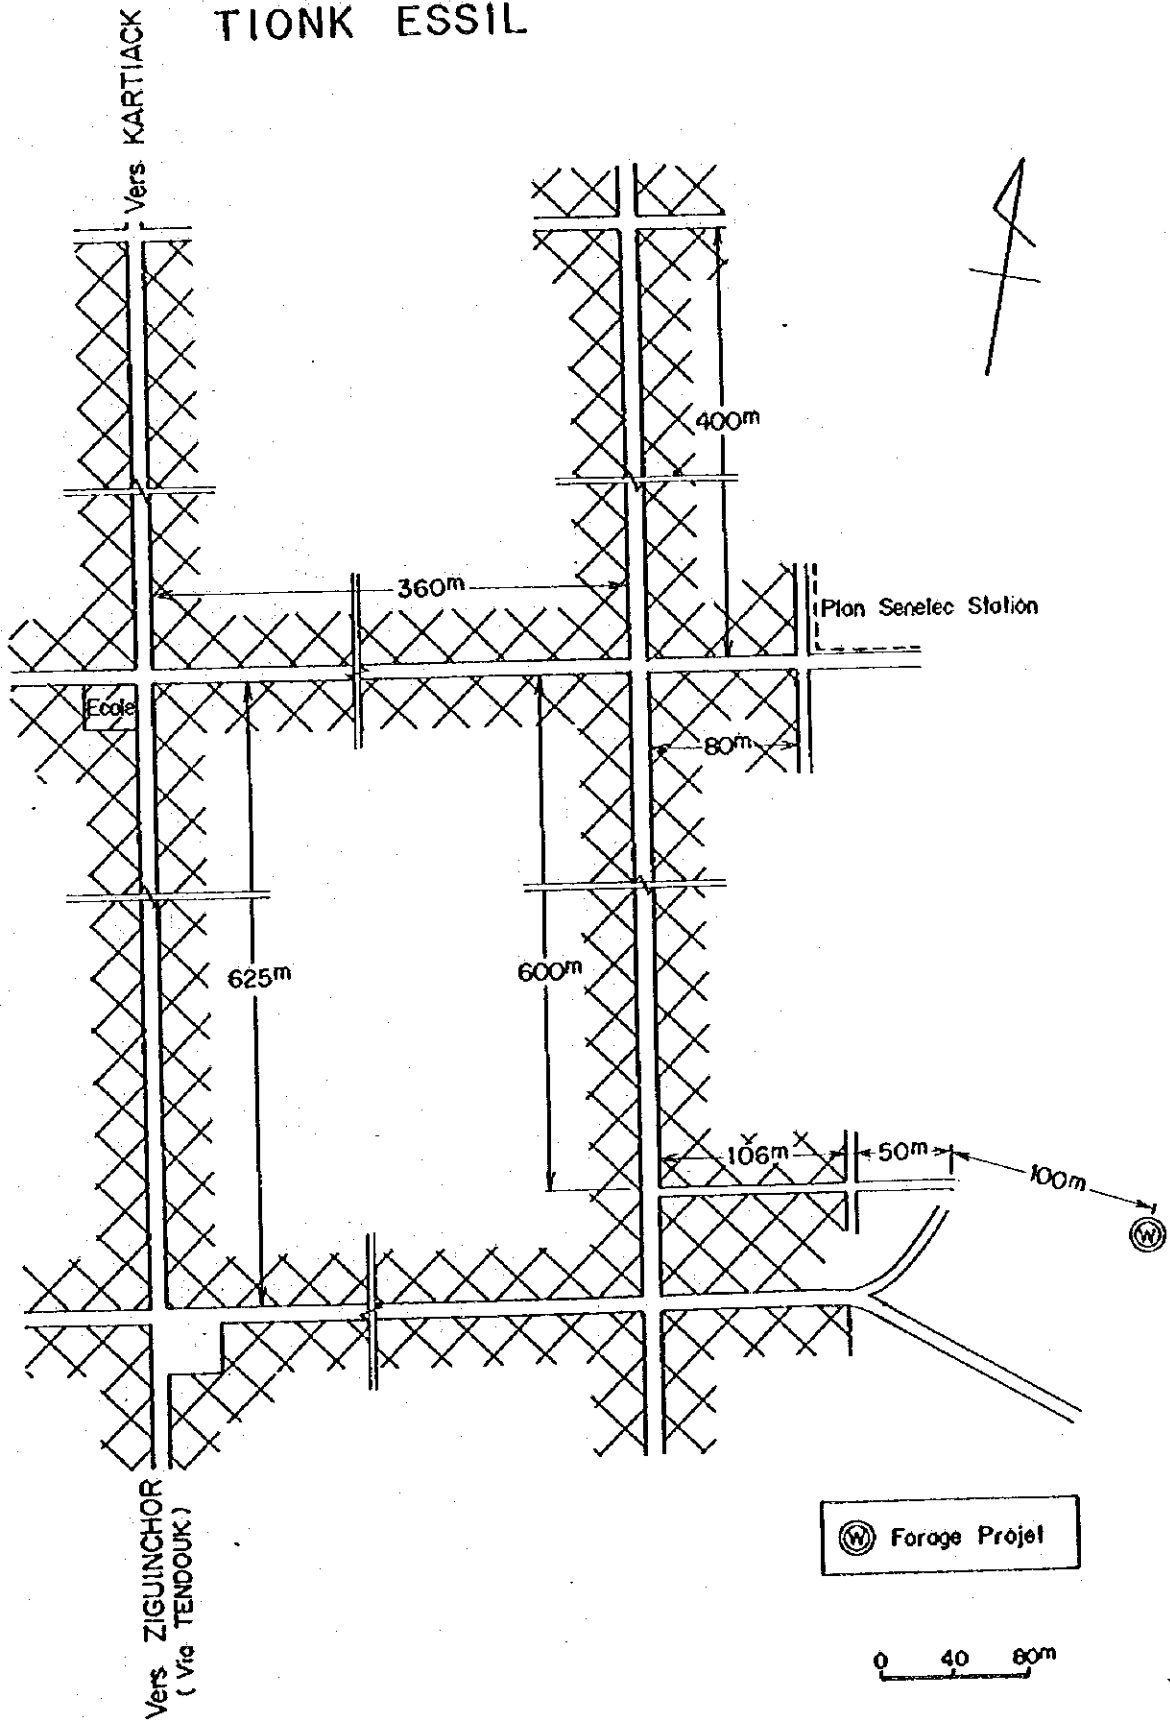 TIONK ESSIL
Vers KARTIACK
400m
360m
Plan Senelec Station
Ecole
80m
625m
600m
106m
50m
100m
W
Vers ZIGUINCHOR
(Via TENDOUK)
W Forage Projet
0 40 80m